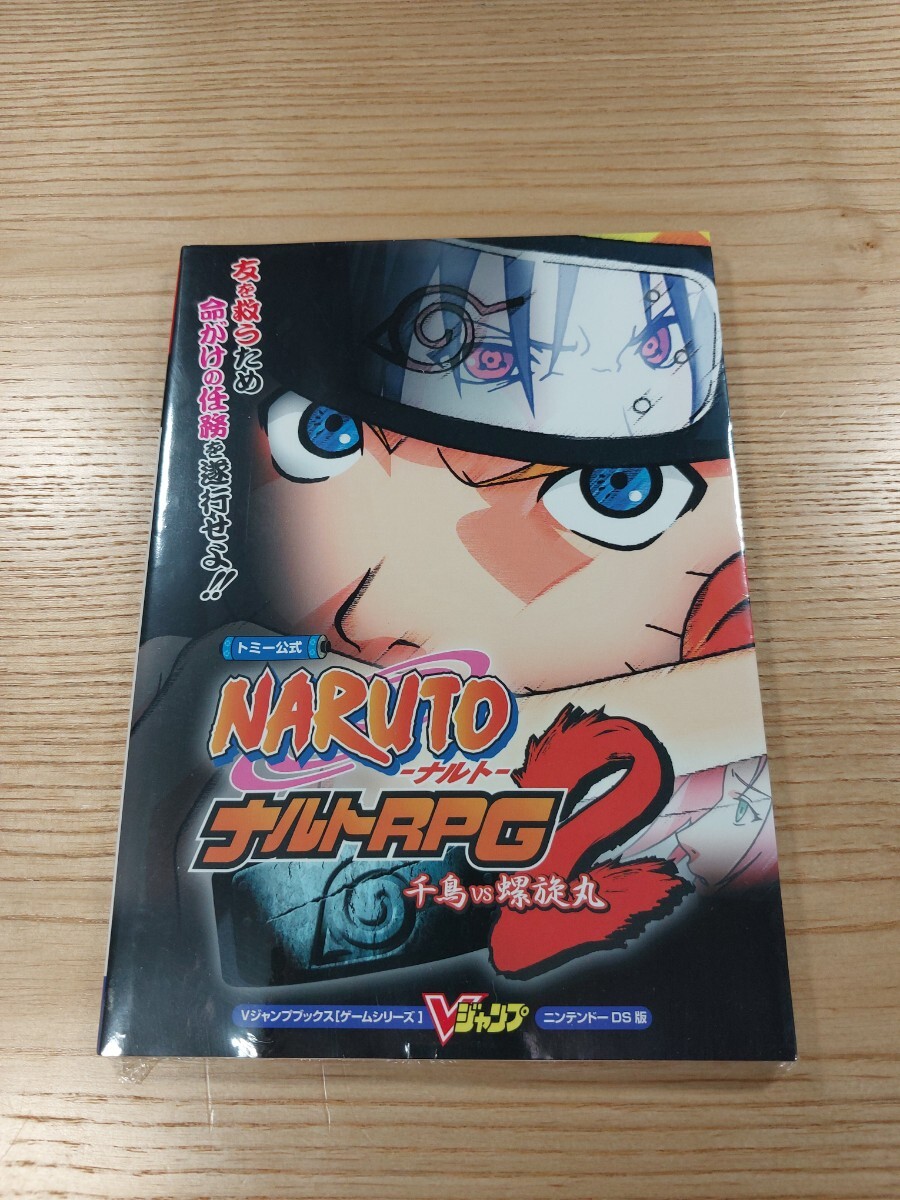 友を救うため
命がけの任務を遂行せよ!!
トミー公式
NARUTO
-ナルト-
ナルトRPG2
千鳥vs螺旋丸
Vジャンプブックス[ゲームシリーズ]
Vジャンプ
ニンテンドーDS版